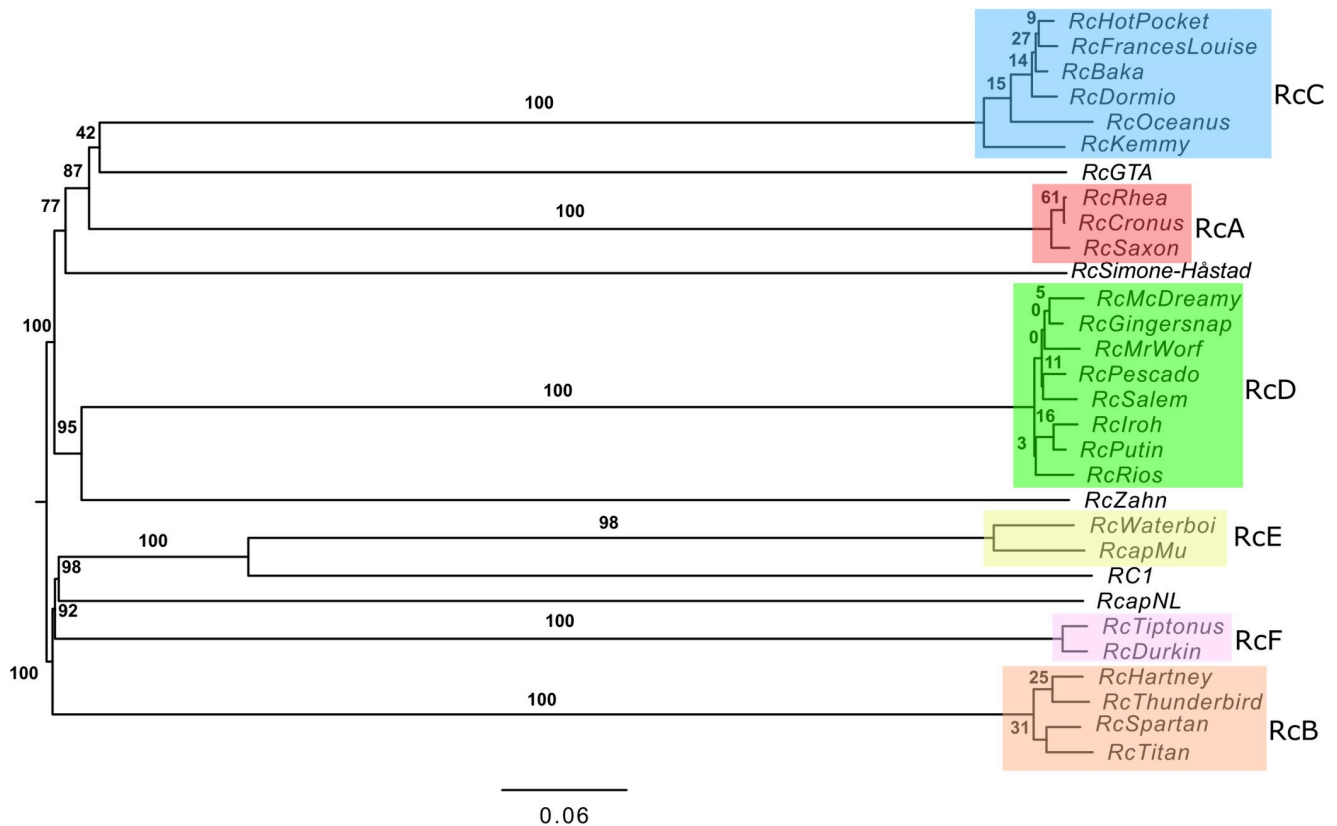 9
RcHotPocket
27
RcFrancesLouise
14
RcBaka
15
RcDormio
RcC
100
RcOceanus
42
RcKemmy
87
RcGTA
61
RcRhea
77
100
RcCronus
RcA
RcSaxon
RcSimone-Håstad
5
RcMcDreamy
0
100
RcGingersnap
0
RcMrWorf
11
RcPescado
100
RcD
RcSalem
16
95
RcIroh
3
RcPutin
RcRios
RcZahn
98
RcWaterboi
100
RcE
RcapMu
98
RC1
92
RcapNL
100
RcTiptonus
RcF
RcDurkin
100
25
RcHartney
100
RcThunderbird
31
RcSpartan
RcB
RcTitan
0.06